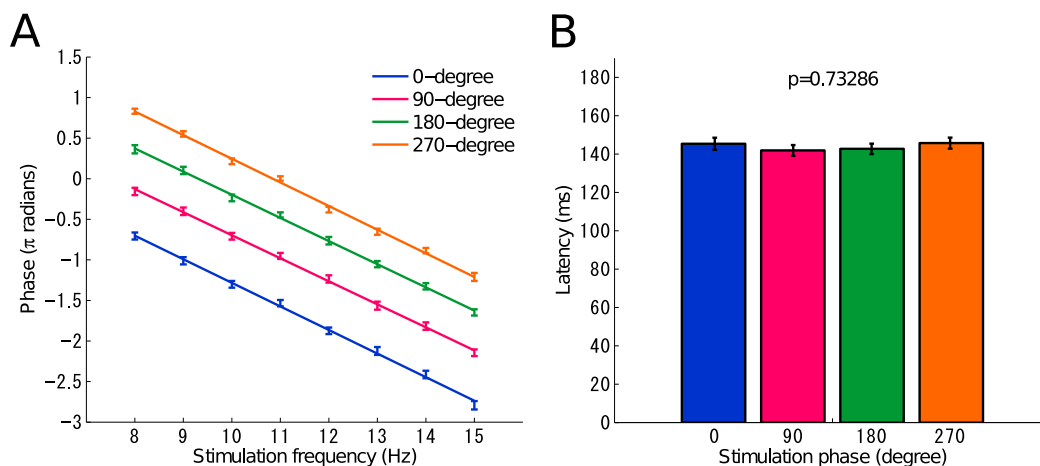 A
1.5
1
0.5
0
−0.5
−1
−1.5
−2
−2.5
−3
Phase (π radians)
0−degree
90−degree
180−degree
270−degree
8 9 10 11 12 13 14 15
Stimulation frequency (Hz)
B
180
160
140
120
100
80
60
40
20
0
Latency (ms)
p=0.73286
0 90 180 270
Stimulation phase (degree)